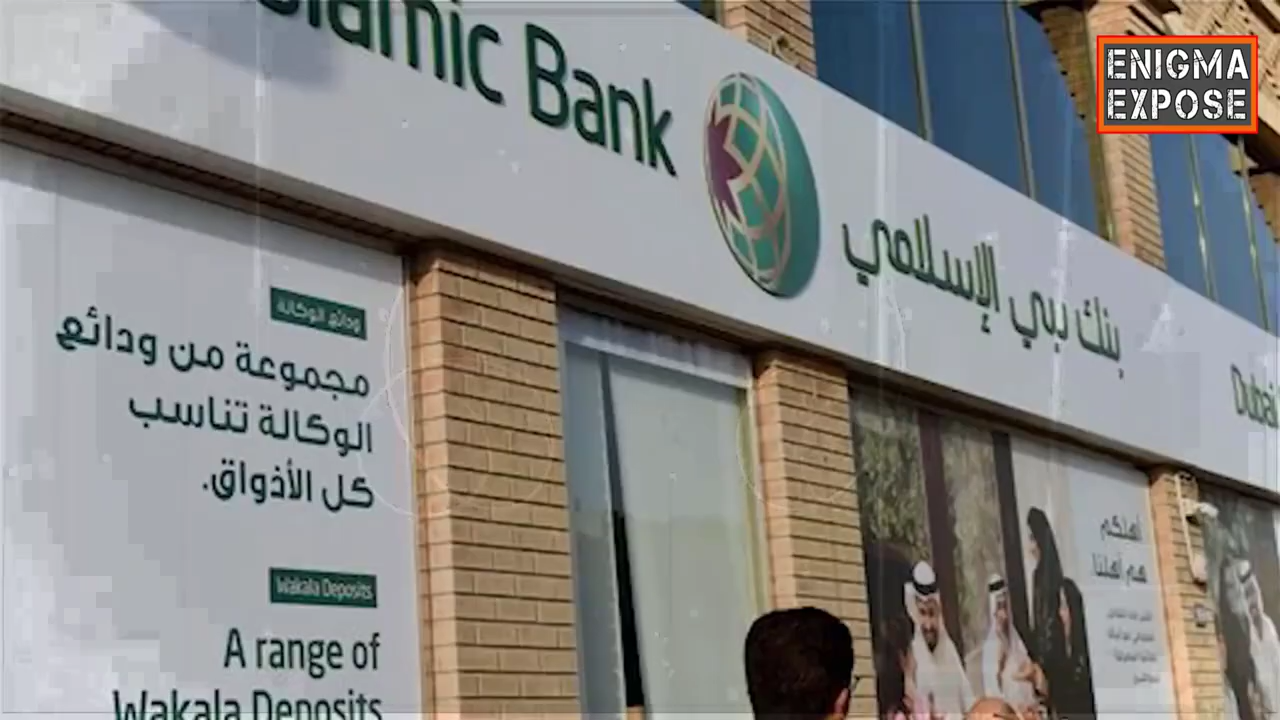 Islamic Bank
بنك دبي الإسلامي
Dubai
ENIGMA
EXPOSE
ودائع الوكالة
مجموعة من ودائع
الوكالة تناسب
كل الأذواق.
Wakala Deposits
A range of
Wakala Deposits
أهلكم
هم أهلنا.